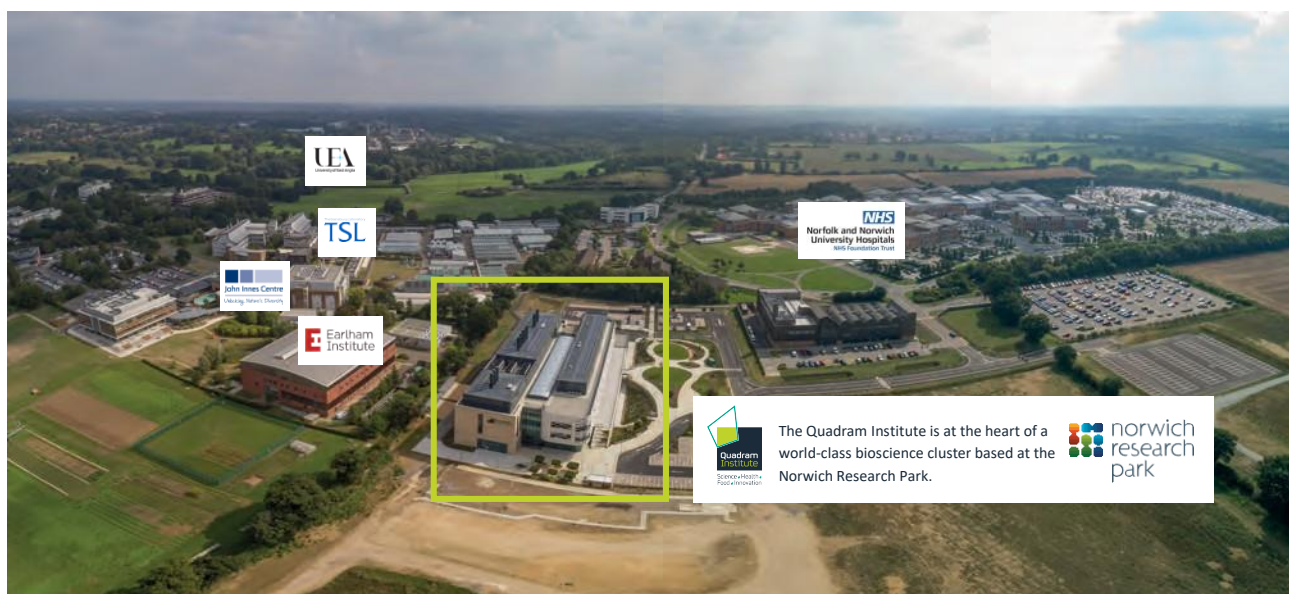 UEA
University of East Anglia
TSL
NHS
Norfolk and Norwich
University Hospitals
NHS Foundation Trust
John Innes Centre
Unlocking Nature's Diversity
Earlham
Institute
Quadram
Institute
Science Health
Food Innovation
The Quadram Institute is at the heart of a
world-class bioscience cluster based at the
Norwich Research Park.
norwich
research
park